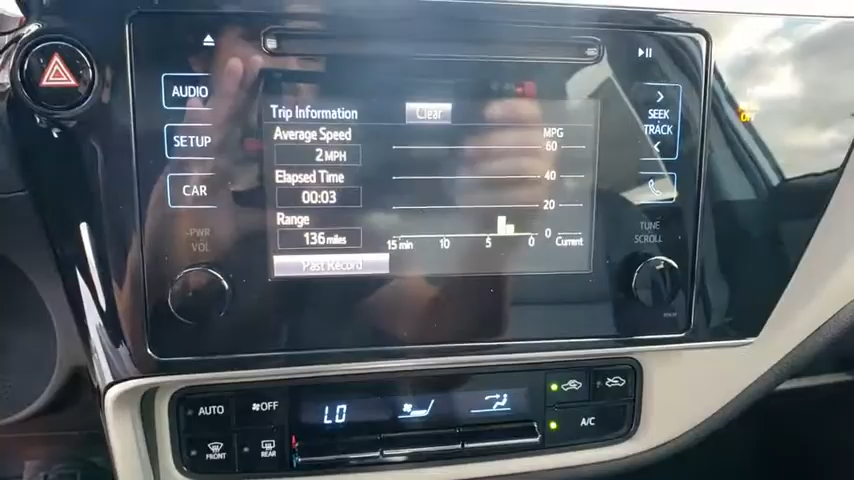 AUDIO
SETUP
CAR
PWR
VOL
Trip Information
Clear
Average Speed
2 MPH
Elapsed Time
00:03
Range
136 miles
Past Record
MPG
60
40
20
0
15 min 10 5 0 Current
SEEK
TRACK
TUNE
SCROLL
AUTO
OFF
FRONT
REAR
LO
A/C